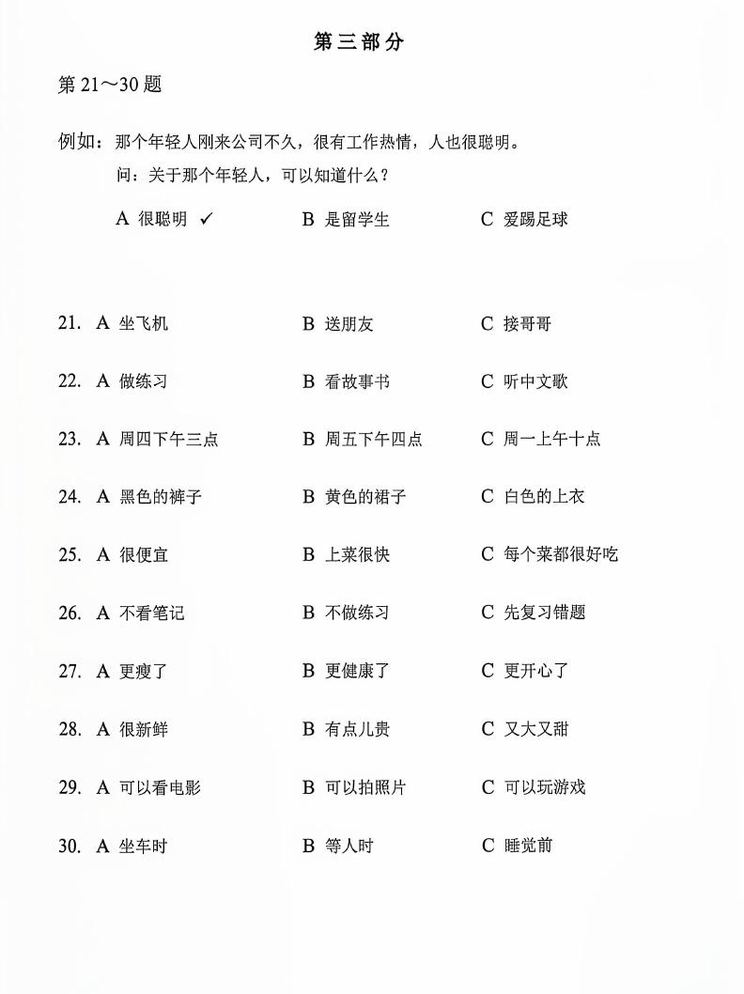 第三部分
第21～30题
例如：那个年轻人刚来公司不久，很有工作热情，人也很聪明。
问：关于那个年轻人，可以知道什么？
A 很聪明 ✓ B 是留学生 C 爱踢足球
21. A 坐飞机 B 送朋友 C 接哥哥
22. A 做练习 B 看故事书 C 听中文歌
23. A 周四下午三点 B 周五下午四点 C 周一上午十点
24. A 黑色的裤子 B 黄色的裙子 C 白色的上衣
25. A 很便宜 B 上菜很快 C 每个菜都很好吃
26. A 不看笔记 B 不做练习 C 先复习错题
27. A 更瘦了 B 更健康了 C 更开心了
28. A 很新鲜 B 有点儿贵 C 又大又甜
29. A 可以看电影 B 可以拍照片 C 可以玩游戏
30. A 坐车时 B 等人时 C 睡觉前